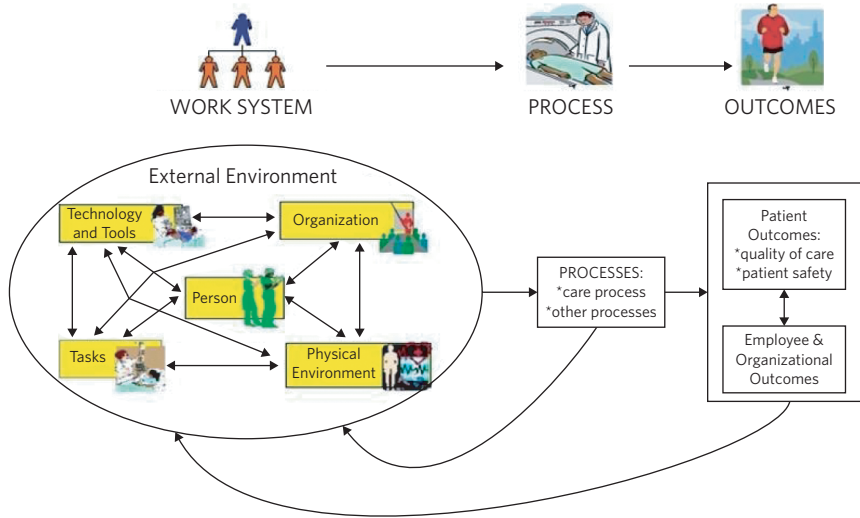 WORK SYSTEM
PROCESS
OUTCOMES
External Environment
Technology
and Tools
Organization
Person
Tasks
Physical
Environment
PROCESSES:
*care process
*other processes
Patient
Outcomes:
*quality of care
*patient safety
Employee &
Organizational
Outcomes